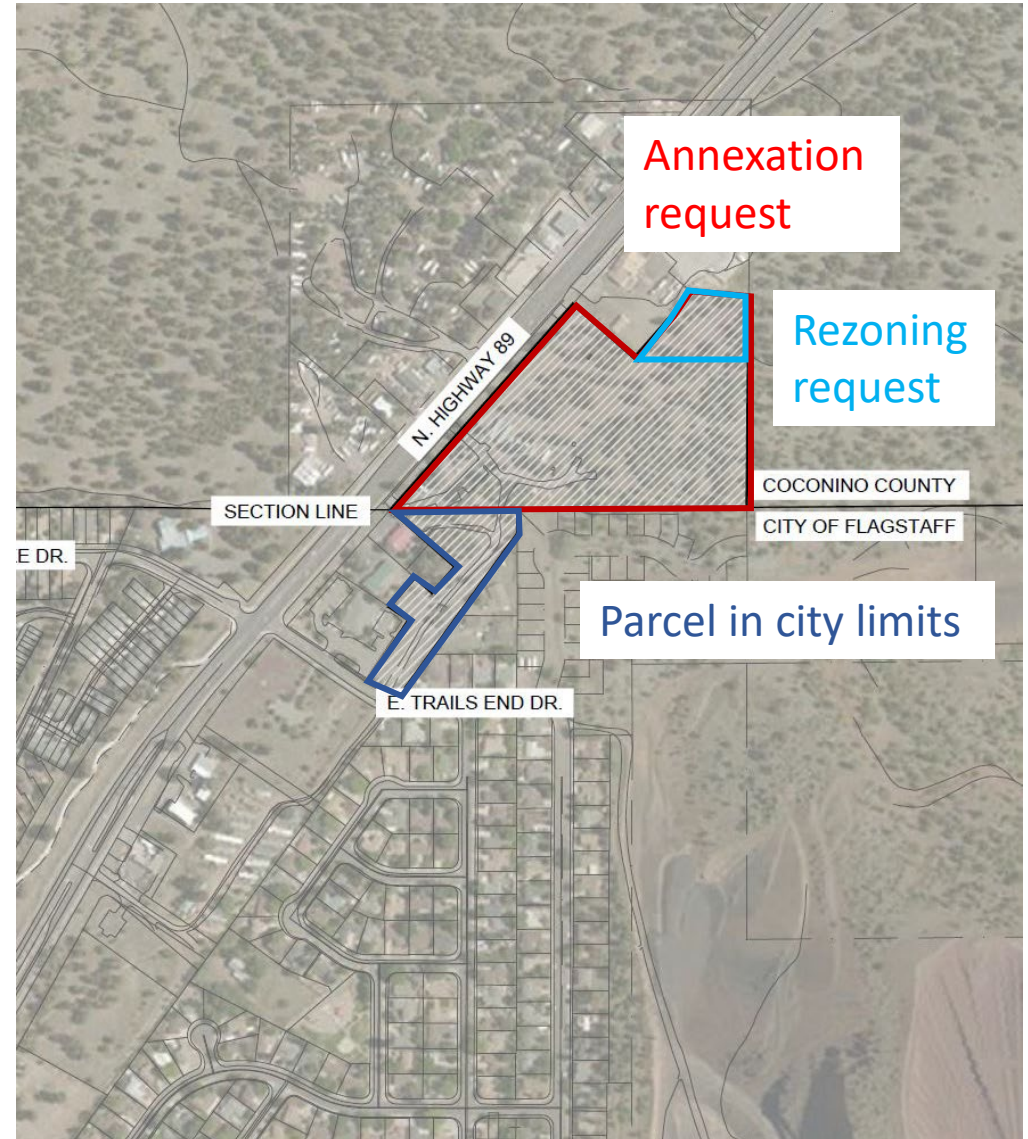 Annexation
request
Rezoning
request
N. HIGHWAY 89
COCONINO COUNTY
SECTION LINE
CITY OF FLAGSTAFF
E DR.
Parcel in city limits
E. TRAILS END DR.